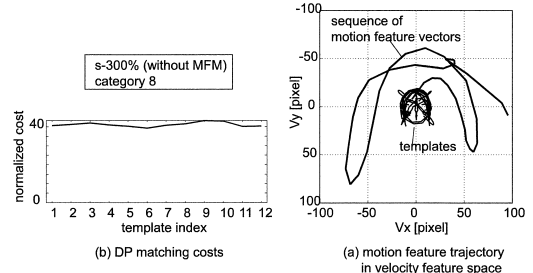 s-300% (without MFM)
category 8
normalized cost
40
0
1 2 3 4 5 6 7 8 9 10 11 12
template index
(b) DP matching costs
-100
-50
0
50
100
Vy [pixel]
sequence of
motion feature vectors
templates
-100 -50 0 50 100
Vx [pixel]
(a) motion feature trajectory
in velocity feature space